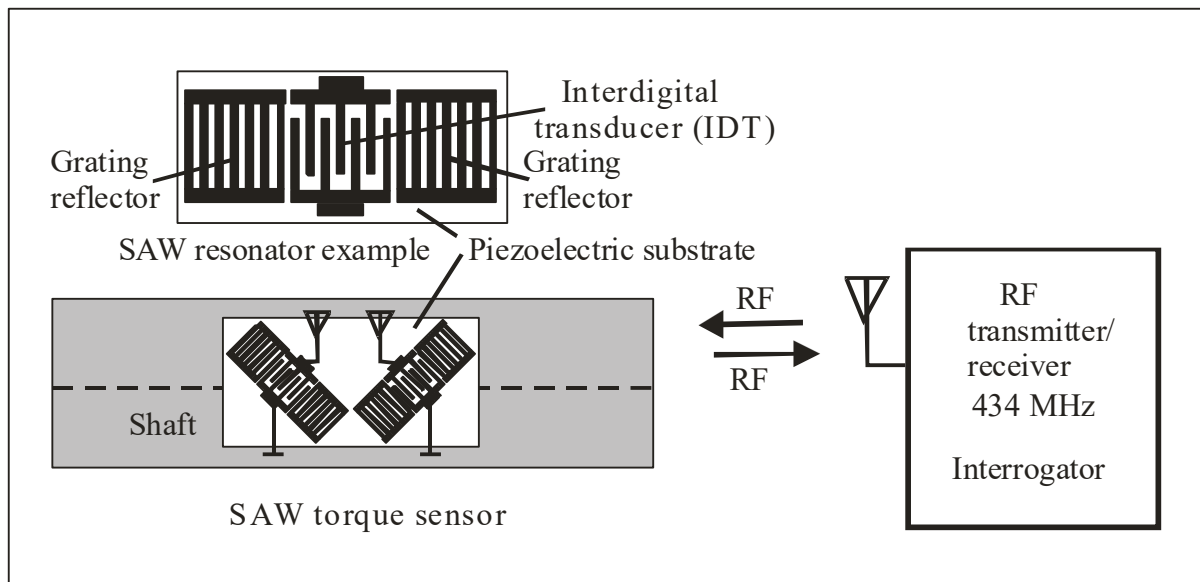 Interdigital
transducer (IDT)
Grating
reflector
Grating
reflector
SAW resonator example
Piezoelectric substrate
RF
RF
Shaft
RF
transmitter/
receiver
434 MHz
Interrogator
SAW torque sensor